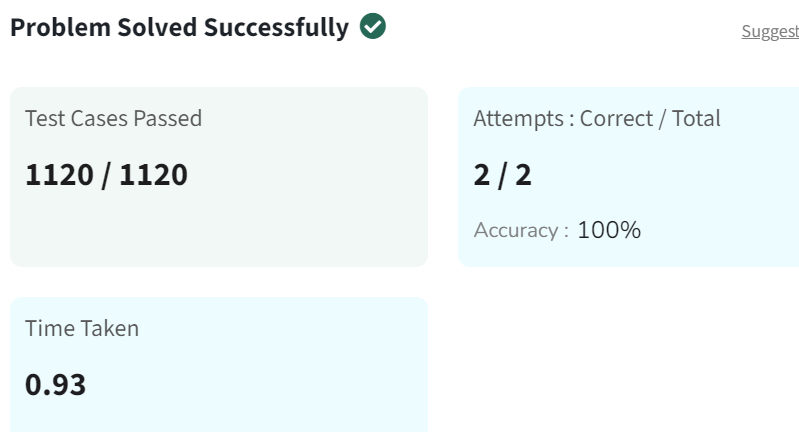 Problem Solved Successfully
Suggest
Test Cases Passed
1120 / 1120
Attempts : Correct / Total
2 / 2
Accuracy : 100%
Time Taken
0.93